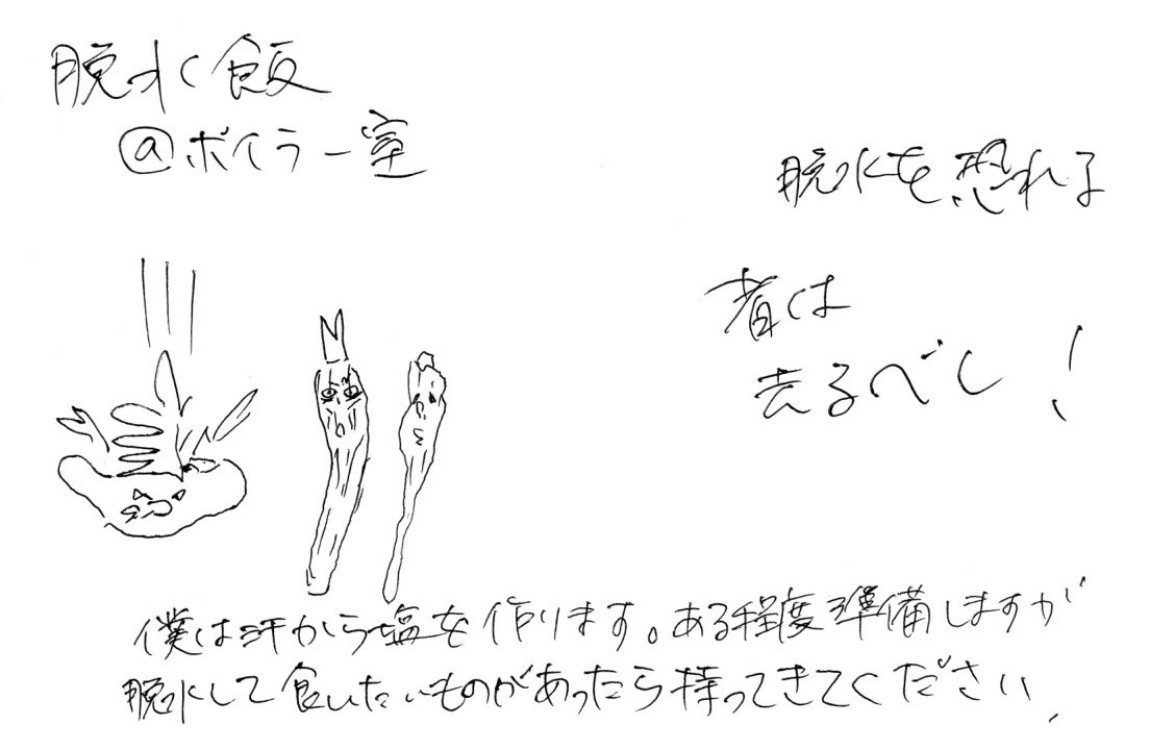 脱水飯
@ボイラー室
脱水を恐れる
者は
去るべし!
僕は汗から塩を作ります。ある程度準備しますが
脱水して食いたいものがあったら持ってきてください